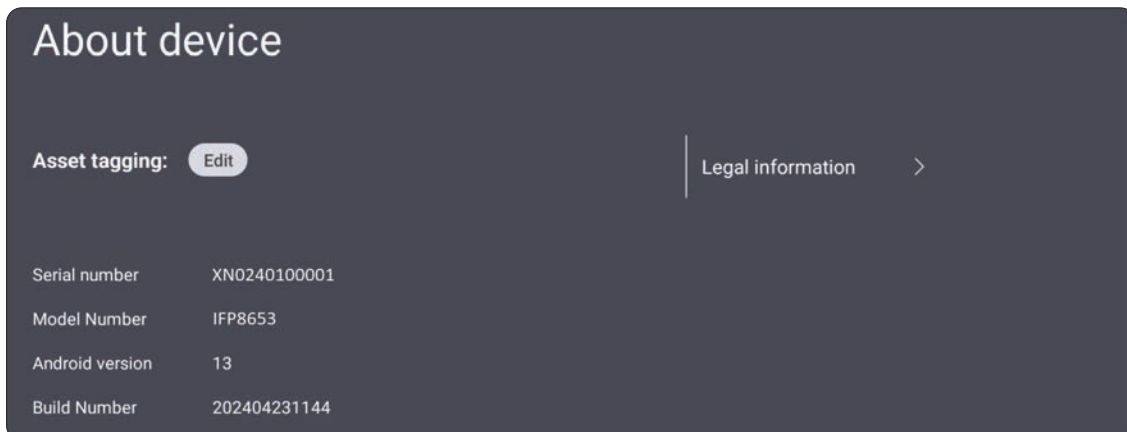 About device
Asset tagging: Edit
Legal information
Serial number XN0240100001
Model Number IFP8653
Android version 13
Build Number 202404231144